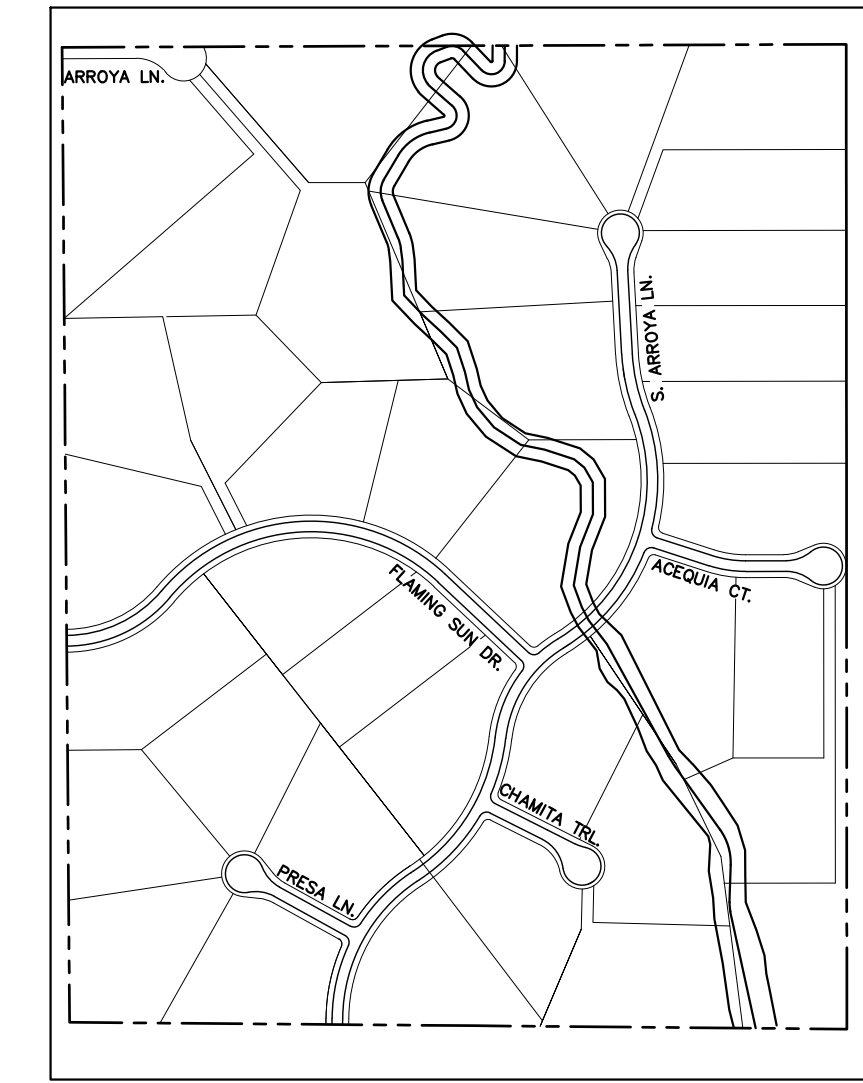 ARROYA LN.
S. ARROYA LN.
FLAMING SUN DR.
ACEQUIA CT.
CHAMITA TRL.
PRESA LN.